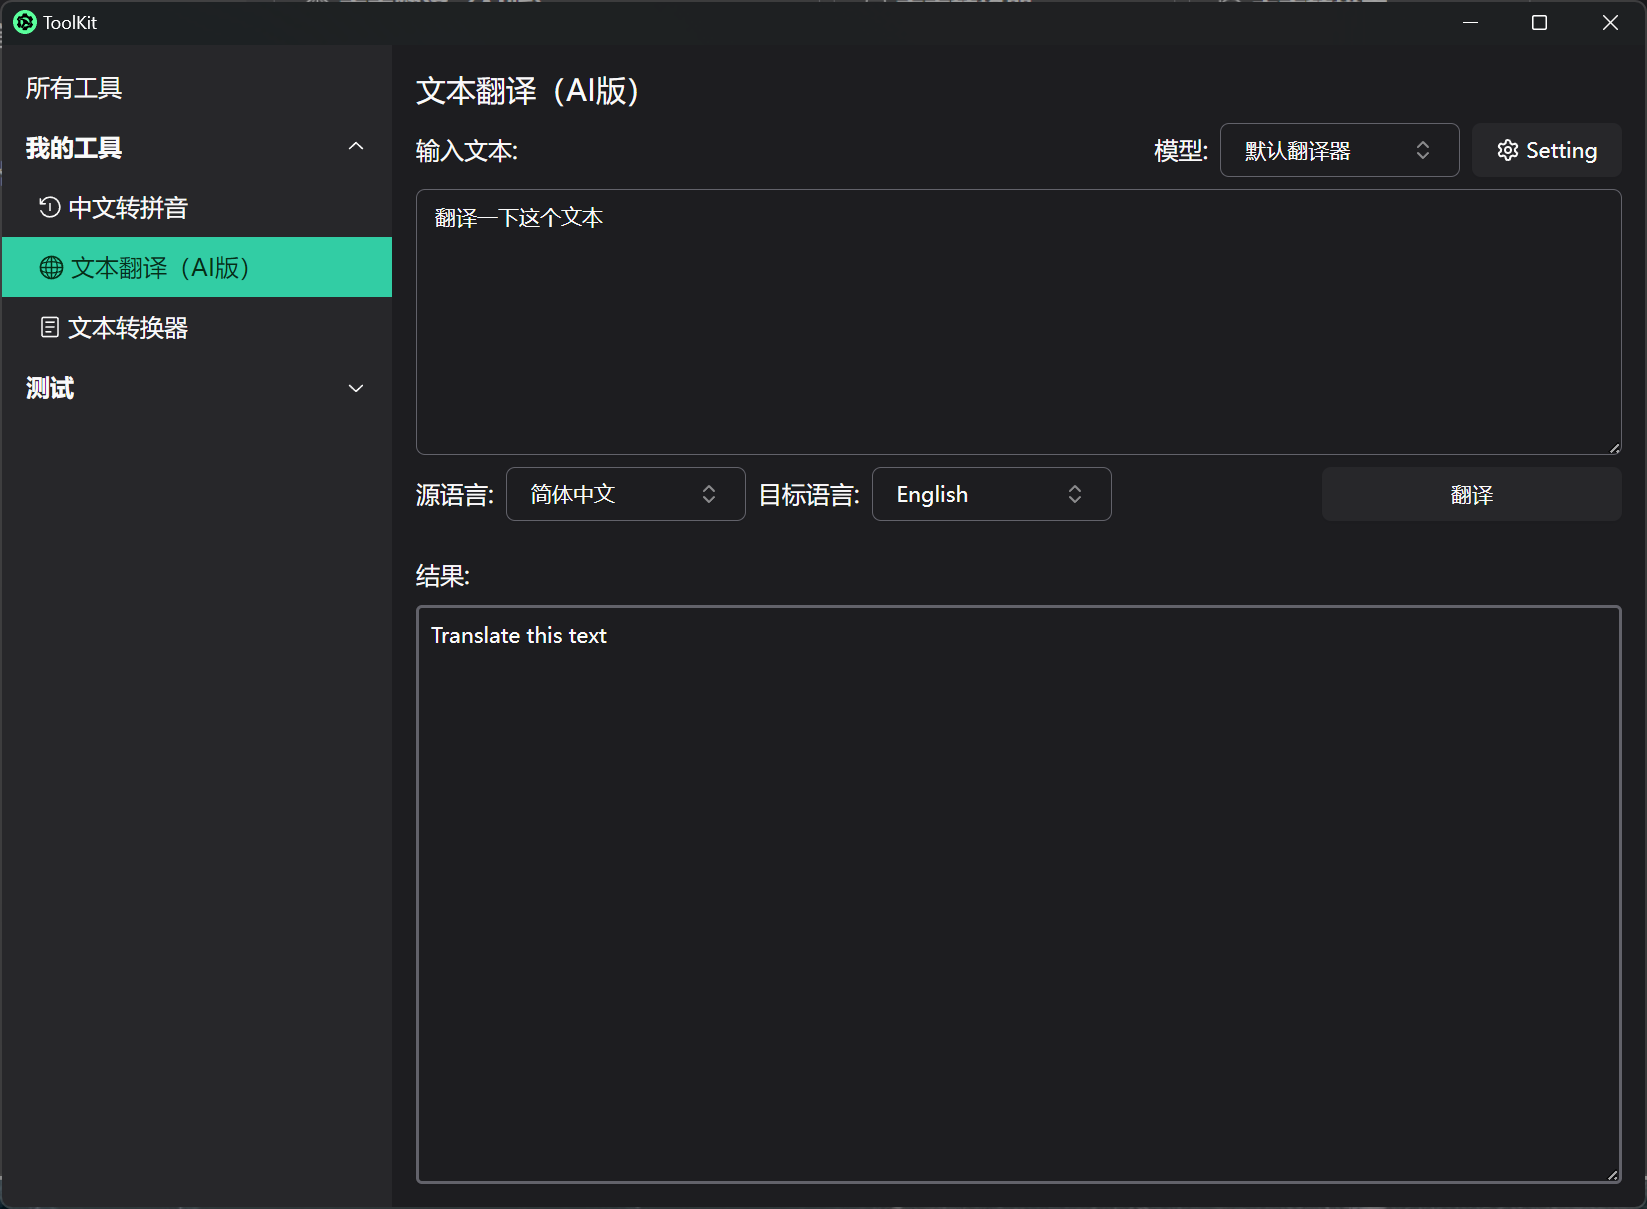 ToolKit
所有工具
我的工具
中文转拼音
文本翻译（AI版）
文本转换器
测试
文本翻译（AI版）
输入文本:
模型:
默认翻译器
Setting
翻译一下这个文本
源语言:
简体中文
目标语言:
English
翻译
结果:
Translate this text